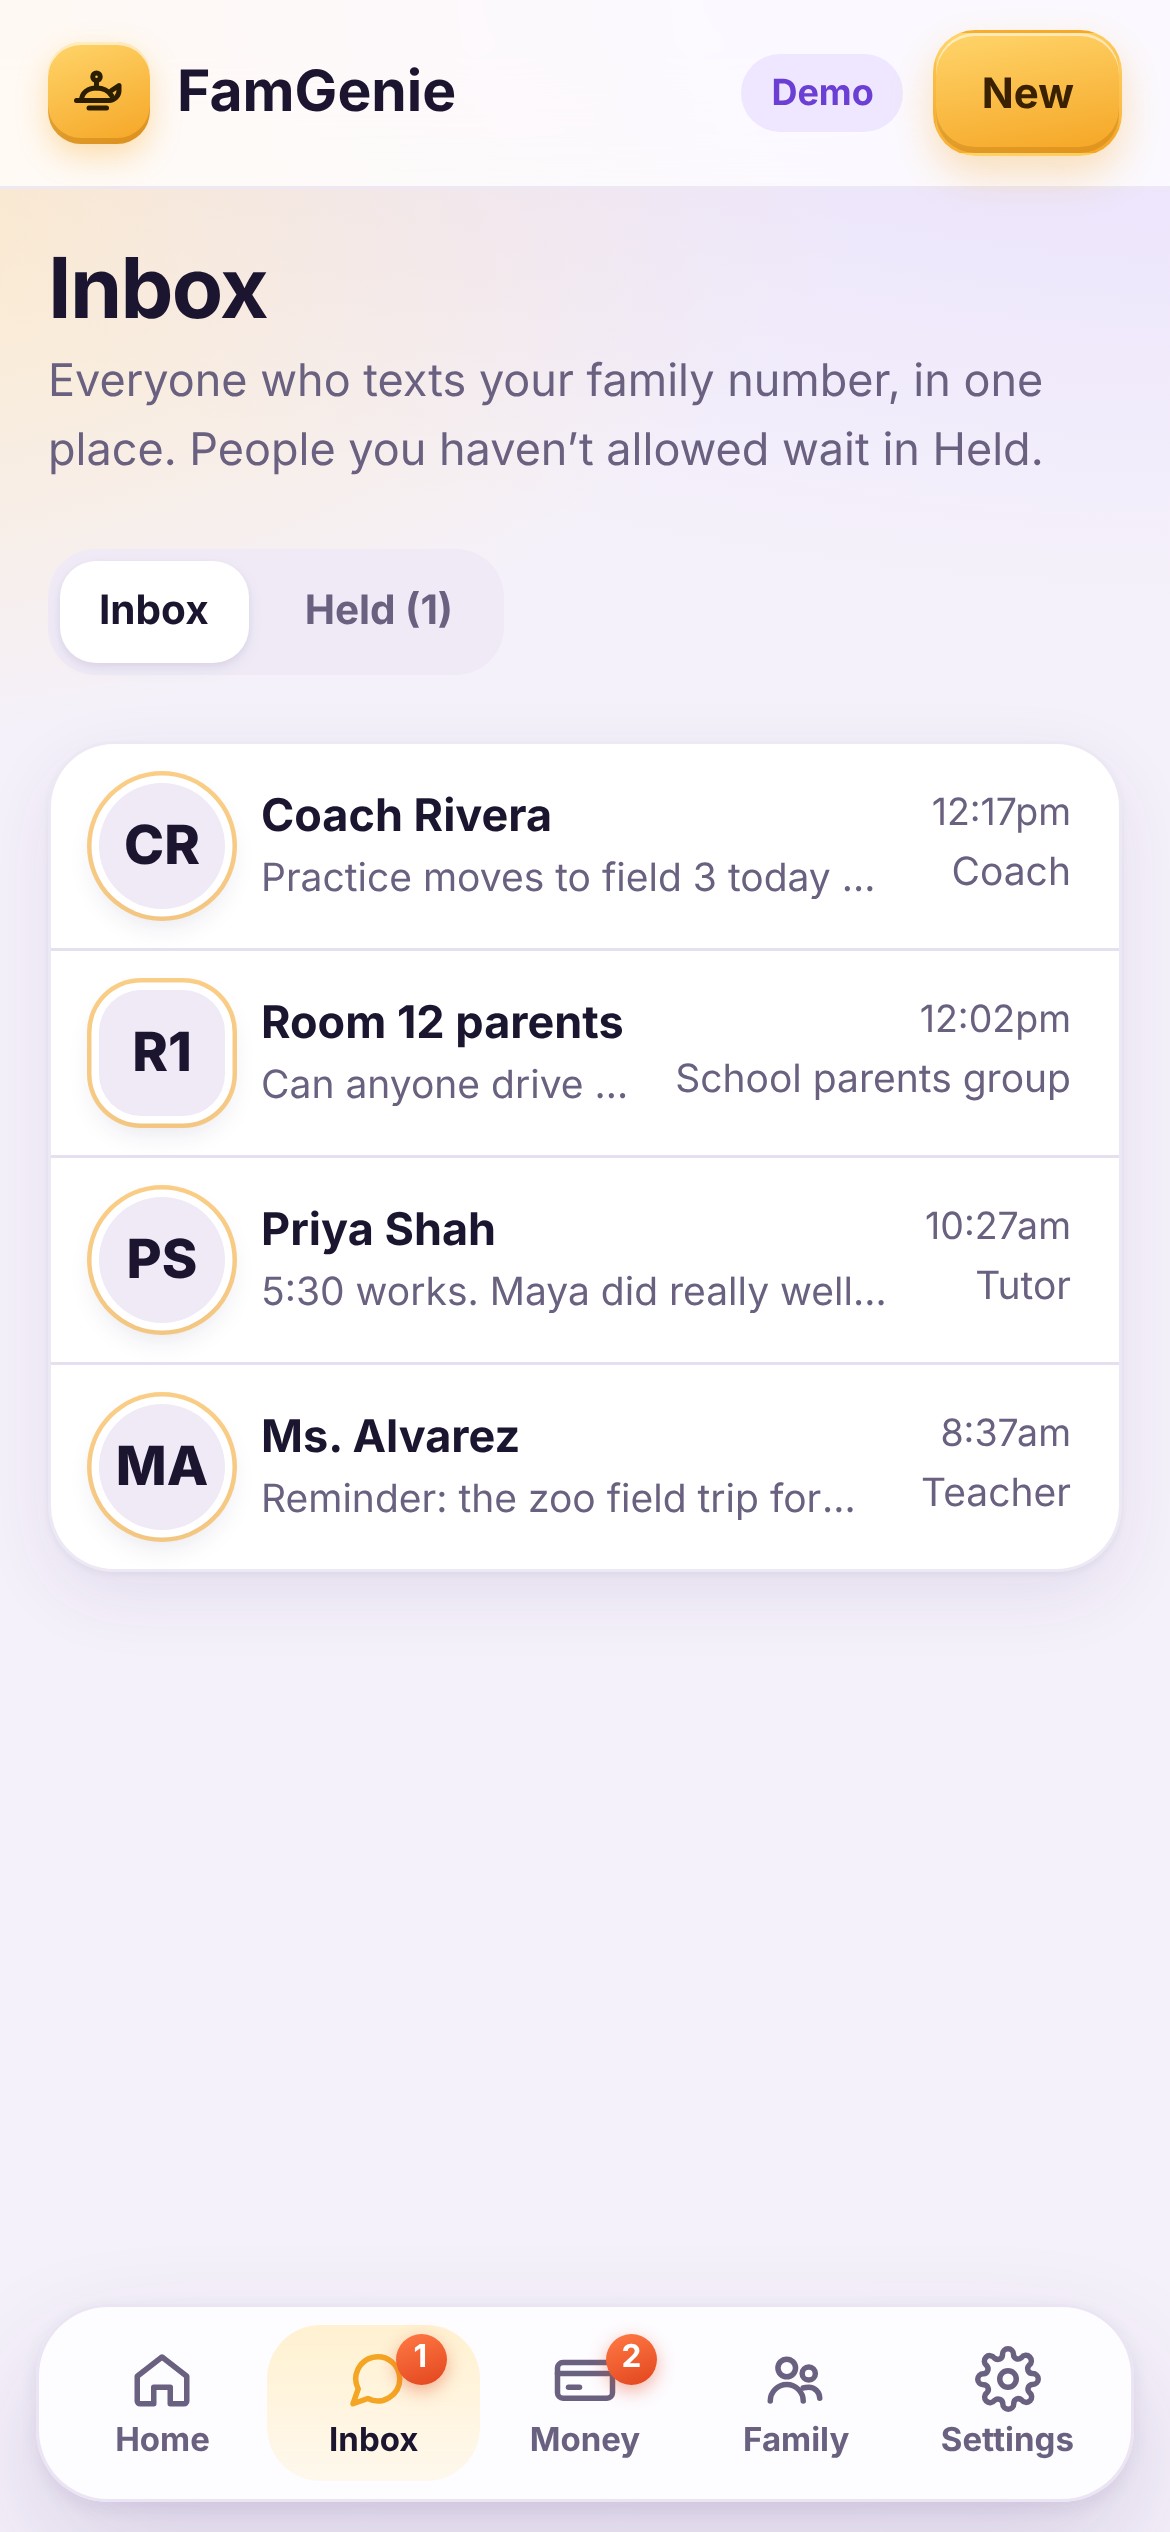 FamGenie
Demo
New
Inbox
Everyone who texts your family number, in one
place. People you haven’t allowed wait in Held.
Inbox
Held (1)
CR
Coach Rivera
12:17pm
Practice moves to field 3 today ...
Coach
R1
Room 12 parents
12:02pm
Can anyone drive ...
School parents group
PS
Priya Shah
10:27am
5:30 works. Maya did really well...
Tutor
MA
Ms. Alvarez
8:37am
Reminder: the zoo field trip for...
Teacher
1
2
Home
Inbox
Money
Family
Settings